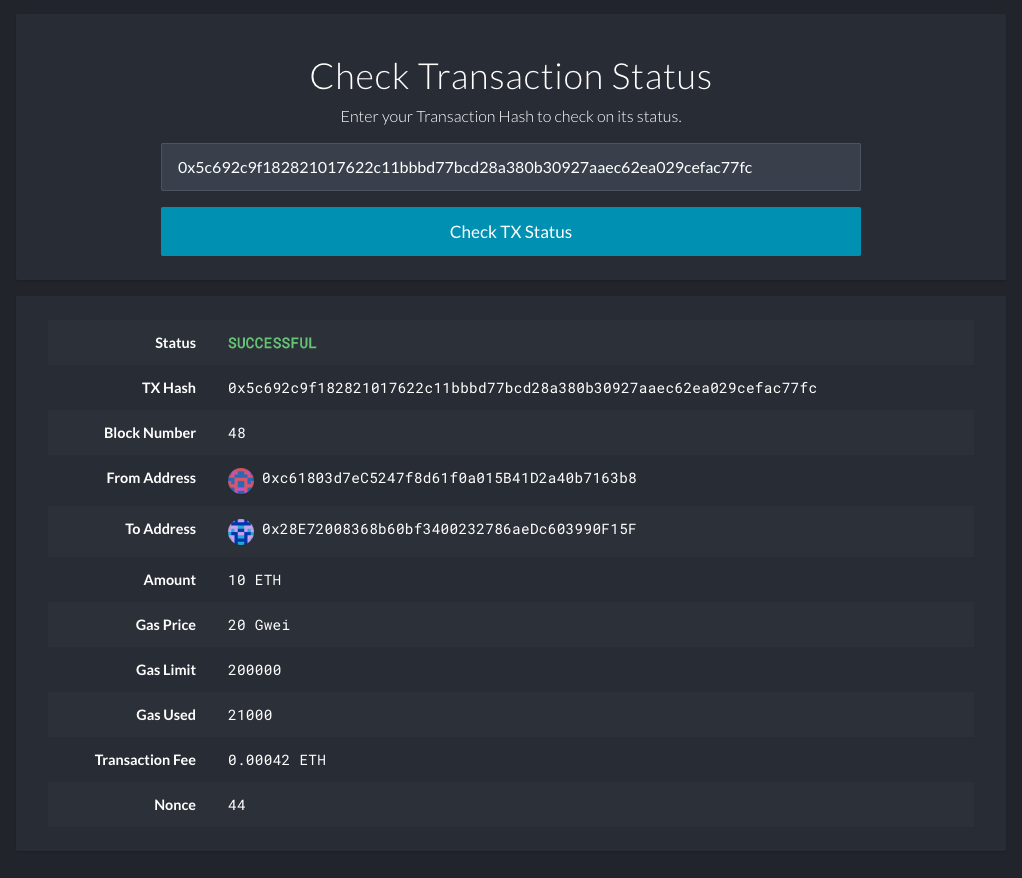 Check Transaction Status
Enter your Transaction Hash to check on its status.
0x5c692c9f182821017622c11bbbd77bcd28a380b30927aaec62ea029cefac77fc
Check TX Status
Status SUCCESSFUL
TX Hash 0x5c692c9f182821017622c11bbbd77bcd28a380b30927aaec62ea029cefac77fc
Block Number 48
From Address 0xc61803d7eC5247f8d61f0a015B41D2a40b7163b8
To Address 0x28E72008368b60bf3400232786aeDc603990F15F
Amount 10 ETH
Gas Price 20 Gwei
Gas Limit 200000
Gas Used 21000
Transaction Fee 0.00042 ETH
Nonce 44